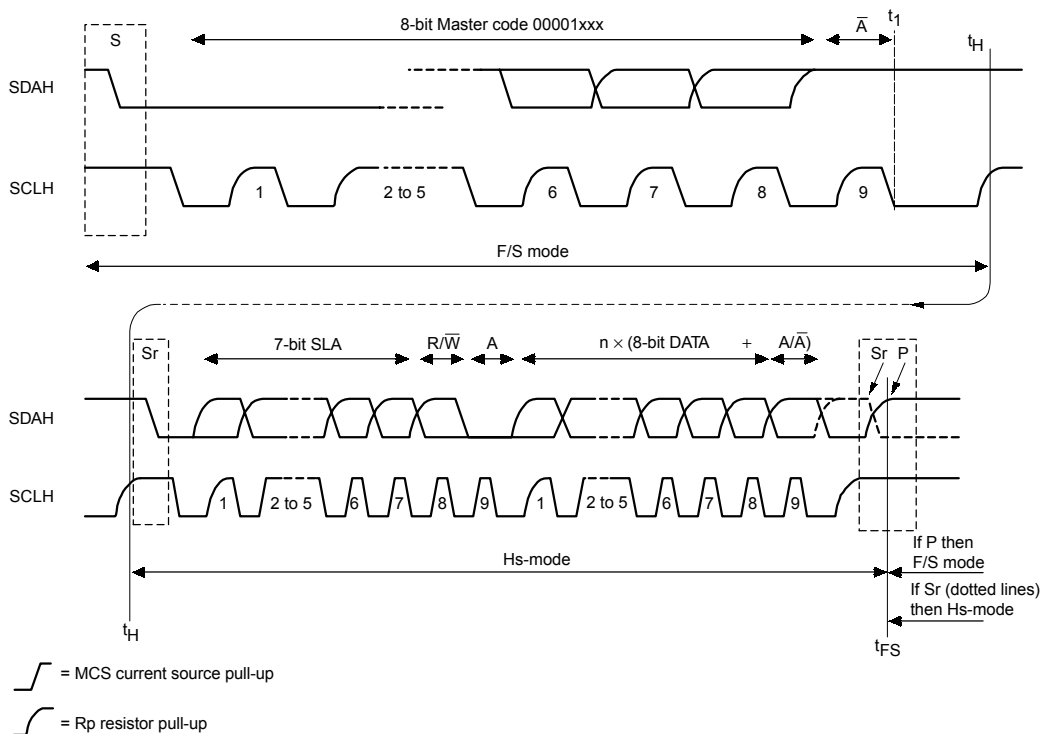 8-bit Master code 00001xxx
S
A̅
t1
tH
SDAH
SCLH
1
2 to 5
6
7
8
9
F/S mode
Sr
7-bit SLA
R/W̅
A
n × (8-bit DATA + A/A̅)
Sr P
SDAH
SCLH
1
2 to 5
6
7
8
9
1
2 to 5
6
7
8
9
Hs-mode
If P then
F/S mode
If Sr (dotted lines)
then Hs-mode
tH
tFS
= MCS current source pull-up
= Rp resistor pull-up